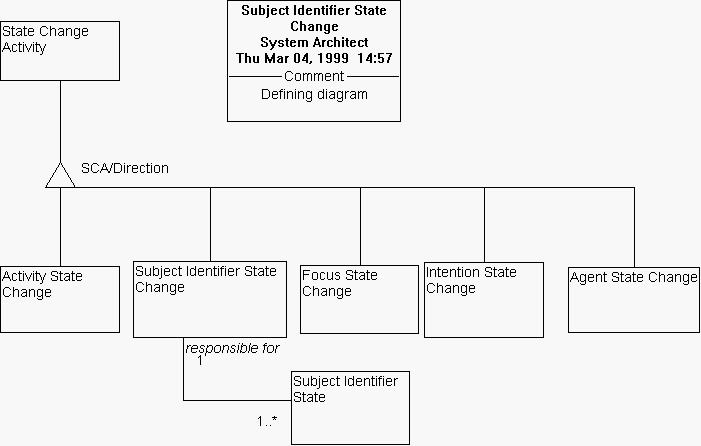 Subject Identifier State
Change
System Architect
Thu Mar 04, 1999  14:57
Comment
Defining diagram
State Change
Activity
SCA/Direction
Activity State
Change
Subject Identifier State
Change
Focus State
Change
Intention State
Change
Agent State Change
responsible for
1
Subject Identifier
State
1..*